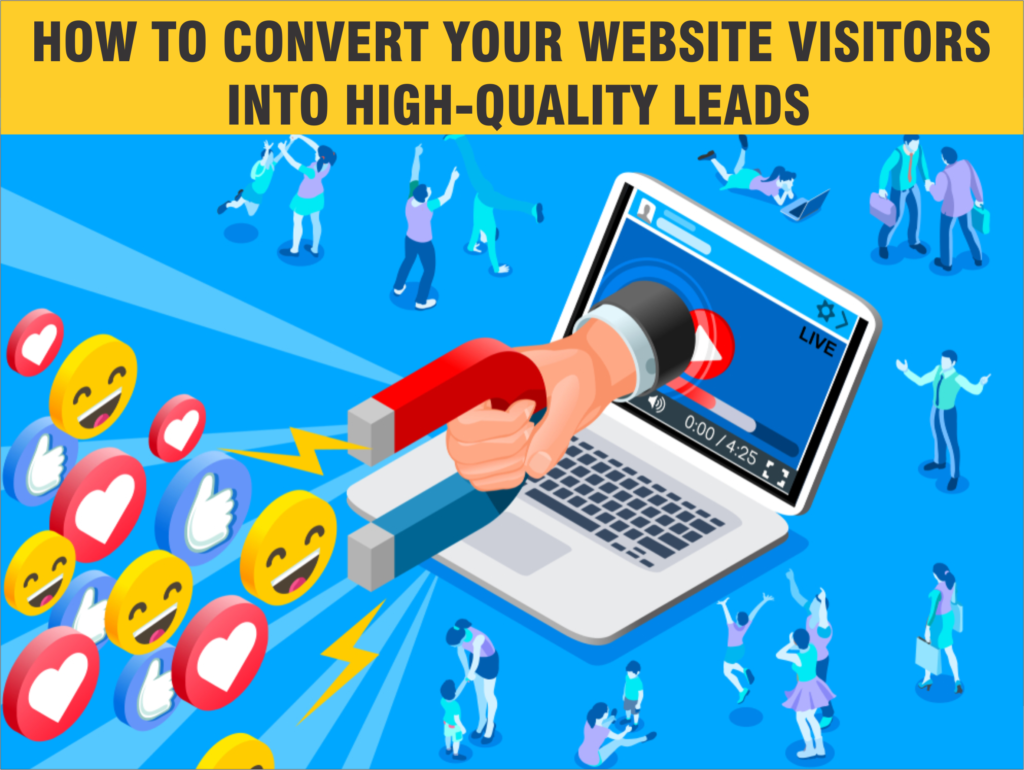 HOW TO CONVERT YOUR WEBSITE VISITORS
INTO HIGH-QUALITY LEADS
LIVE
0:00 / 4:25